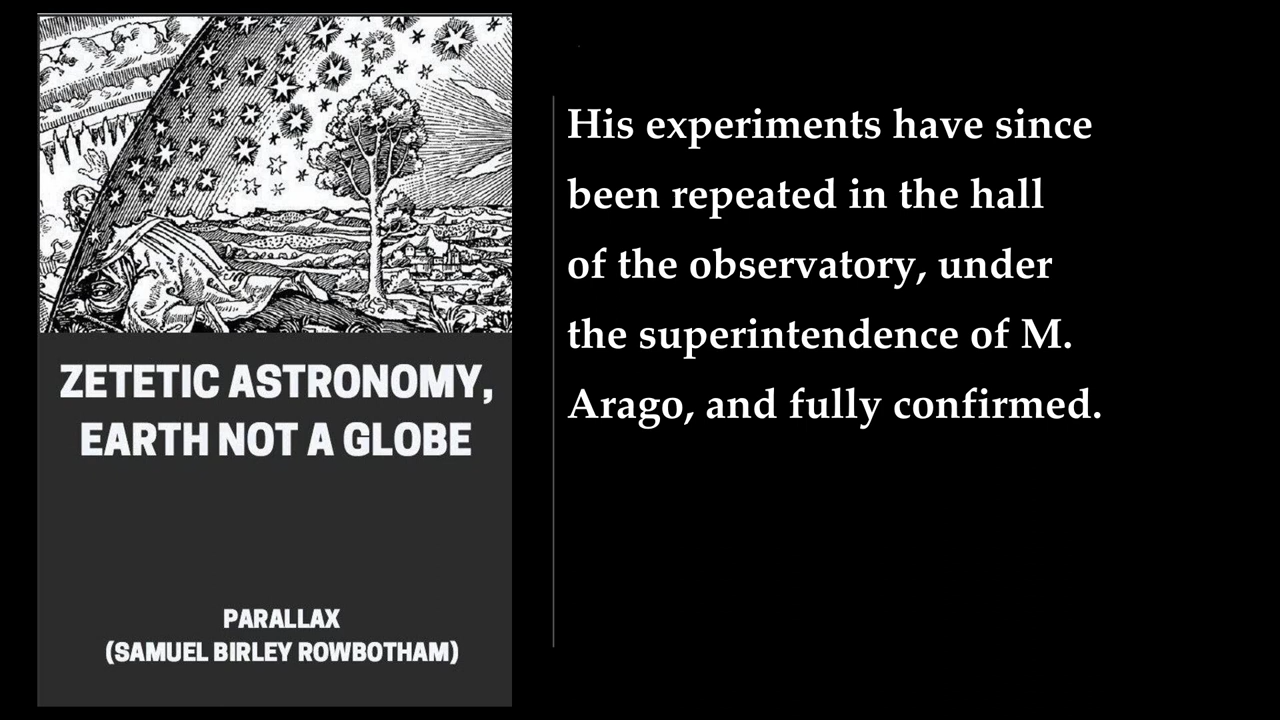 ZETETIC ASTRONOMY,
EARTH NOT A GLOBE
PARALLAX
(SAMUEL BIRLEY ROWBOTHAM)
His experiments have since
been repeated in the hall
of the observatory, under
the superintendence of M.
Arago, and fully confirmed.